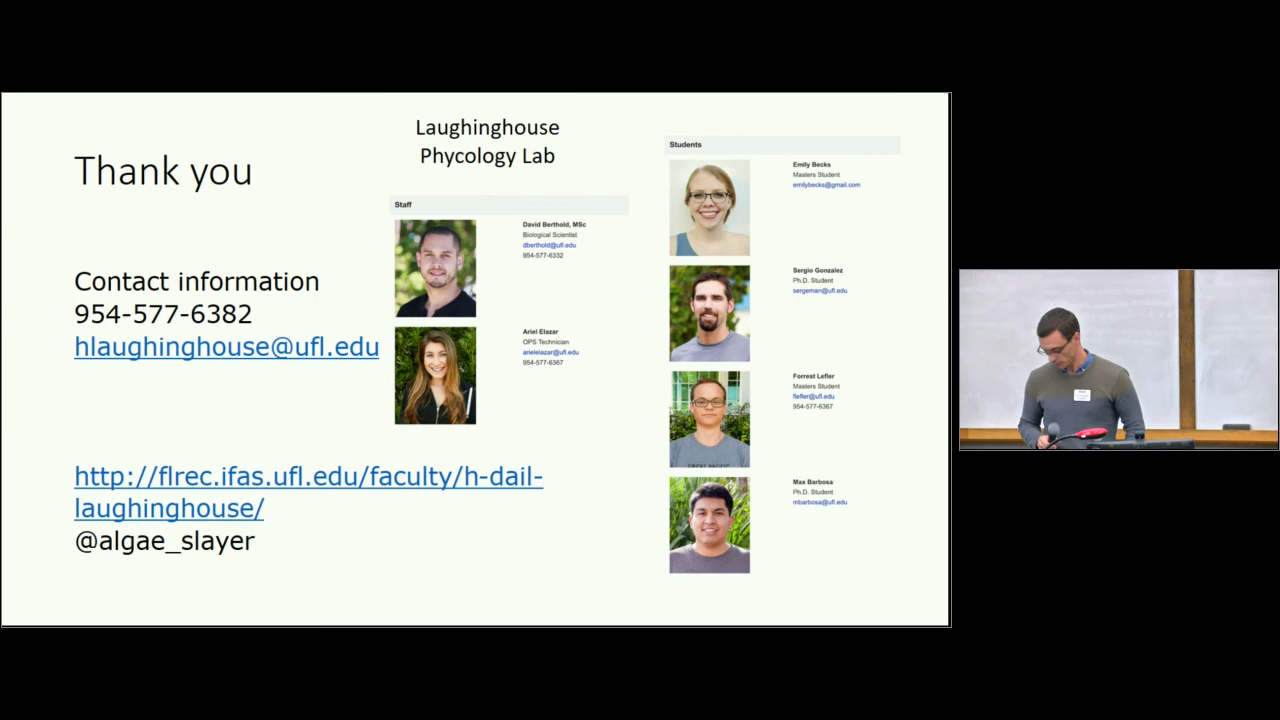 Thank you
Contact information
954-577-6382
hlaughinghouse@ufl.edu
http://flrec.ifas.ufl.edu/faculty/h-dail-
laughinghouse/
@algae_slayer
Laughinghouse
Phycology Lab
Staff
David Berthold, MSc
Biological Scientist
dberthold@ufl.edu
954-577-6332
Ariel Elazar
OPS Technician
arielelazar@ufl.edu
954-577-6367
Students
Emily Becks
Masters Student
emilybecks@gmail.com
Sergio Gonzalez
Ph.D. Student
sergeman@ufl.edu
Forrest Lefler
Masters Student
flefler@ufl.edu
954-577-6367
Max Barbosa
Ph.D. Student
mbarbosa@ufl.edu